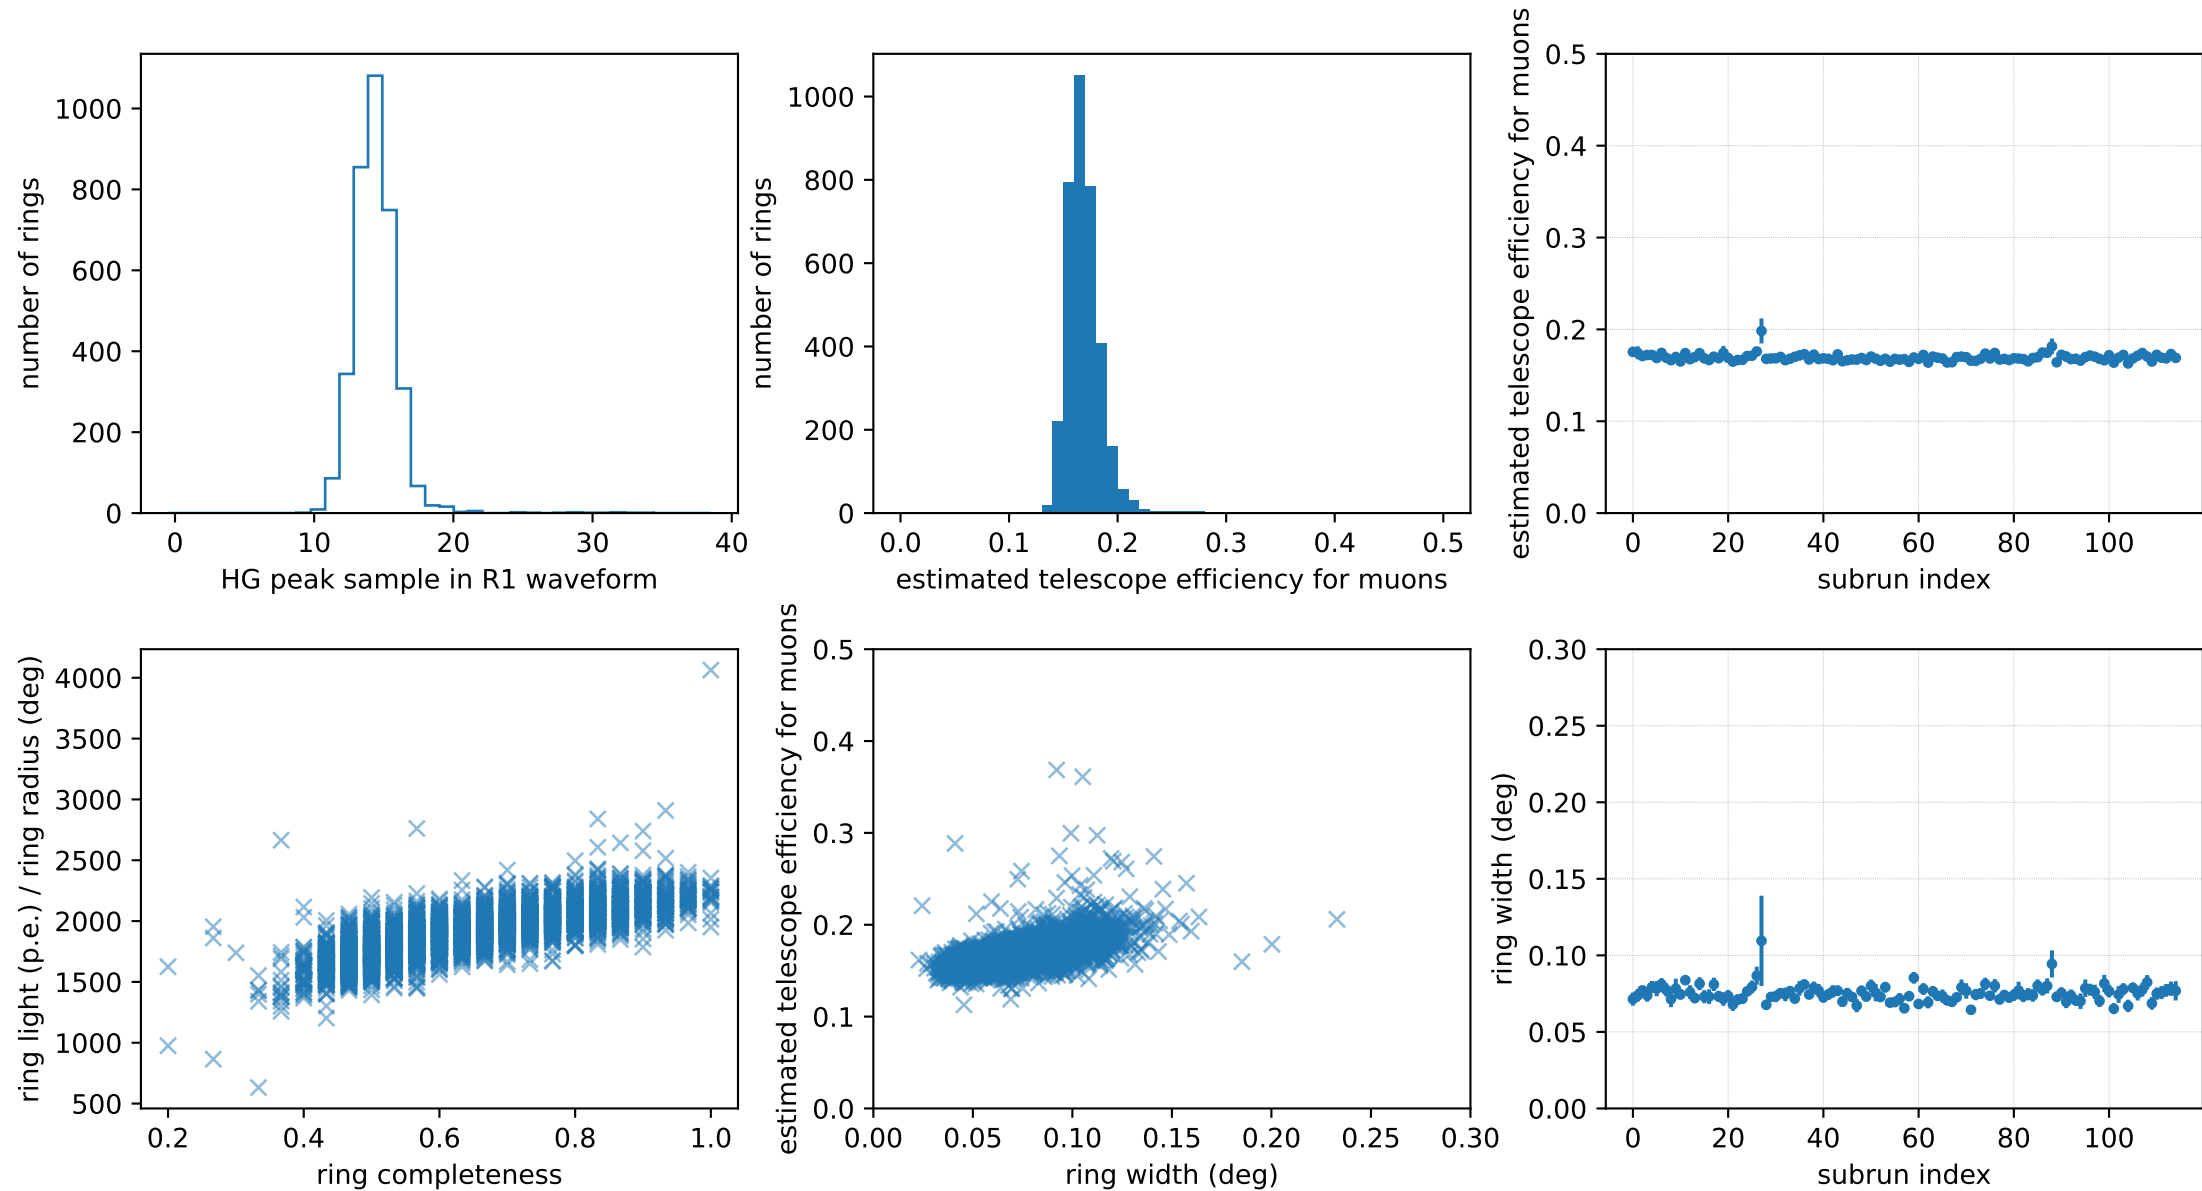 number of rings
1000
800
600
400
200
0
0 10 20 30 40
HG peak sample in R1 waveform
number of rings
1000
800
600
400
200
0
0.0 0.1 0.2 0.3 0.4 0.5
estimated telescope efficiency for muons
estimated telescope efficiency for muons
0.5
0.4
0.3
0.2
0.1
0.0
0 20 40 60 80 100
subrun index
ring light (p.e.) / ring radius (deg)
4000
3500
3000
2500
2000
1500
1000
500
0.2 0.4 0.6 0.8 1.0
ring completeness
estimated telescope efficiency for muons
0.5
0.4
0.3
0.2
0.1
0.0
0.00 0.05 0.10 0.15 0.20 0.25 0.30
ring width (deg)
ring width (deg)
0.30
0.25
0.20
0.15
0.10
0.05
0.00
0 20 40 60 80 100
subrun index